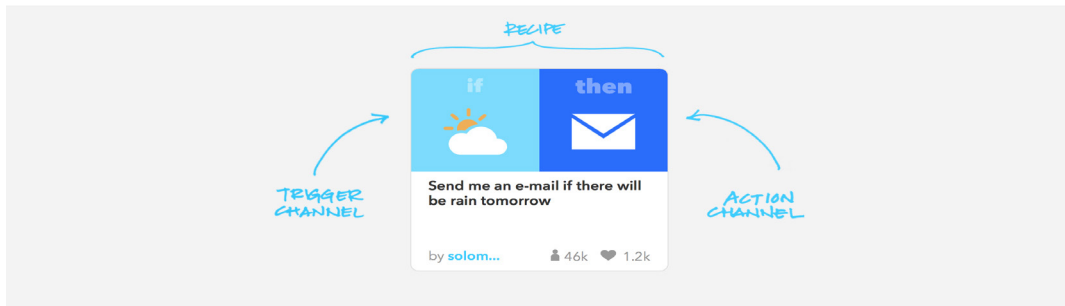 RECIPE
if
then
TRIGGER
CHANNEL
ACTION
CHANNEL
Send me an e-mail if there will
be rain tomorrow
by solom...
46k
1.2k